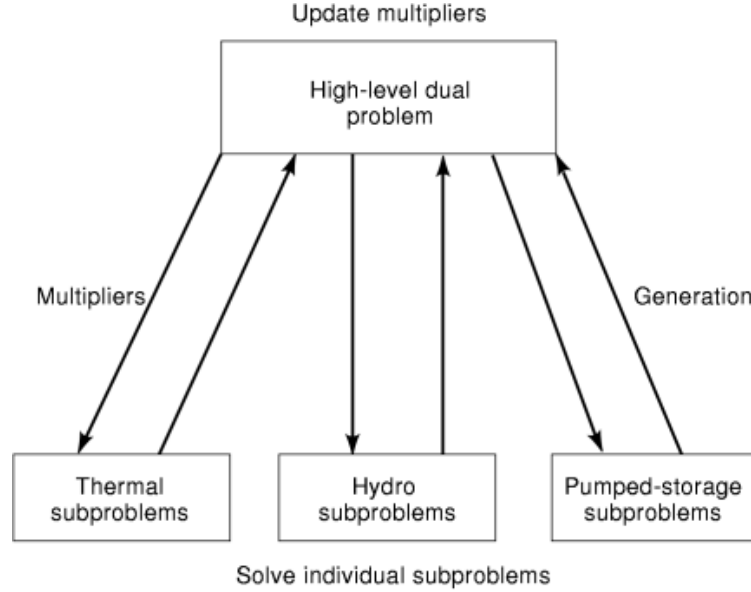 Update multipliers
High-level dual
problem
Multipliers
Generation
Thermal
subproblems
Hydro
subproblems
Pumped-storage
subproblems
Solve individual subproblems